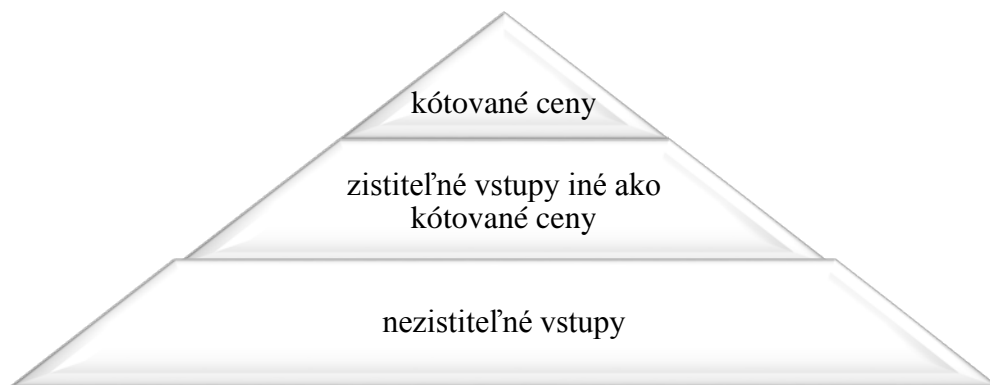 kótované ceny
zistiteľné vstupy iné ako
kótované ceny
nezistiteľné vstupy